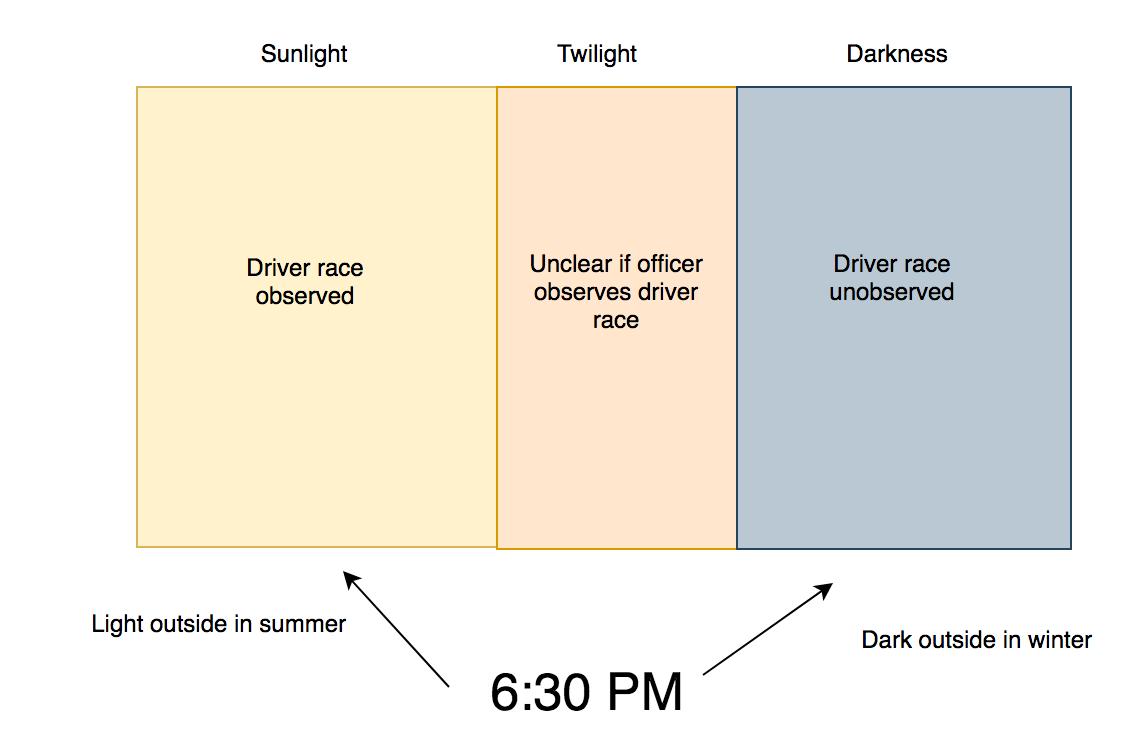 Sunlight
Twilight
Darkness
Driver race
observed
Unclear if officer
observes driver
race
Driver race
unobserved
Light outside in summer
Dark outside in winter
6:30 PM